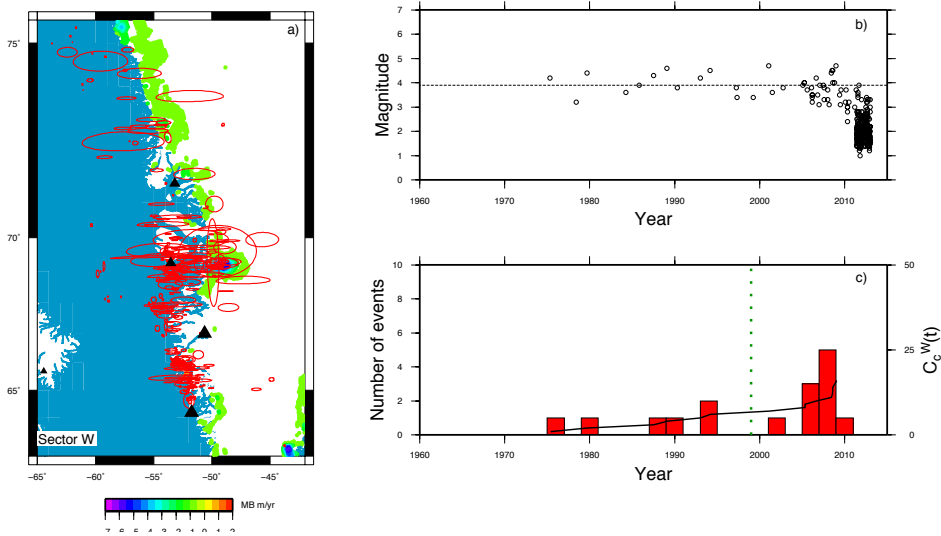 a)
75°
70°
65°
Sector W
−65° −60° −55° −50° −45°
MB m/yr
b)
Magnitude
7
6
5
4
3
2
1
0
1960 1970 1980 1990 2000 2010
Year
c)
Number of events
10
8
6
4
2
0
50
25
0
C_c^W(t)
1960 1970 1980 1990 2000 2010
Year